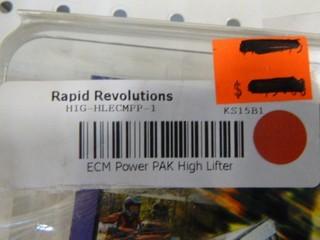 Rapid Revolutions
HIG-HLECMPP-1 KS15B1
$
ECM Power PAK High Lifter